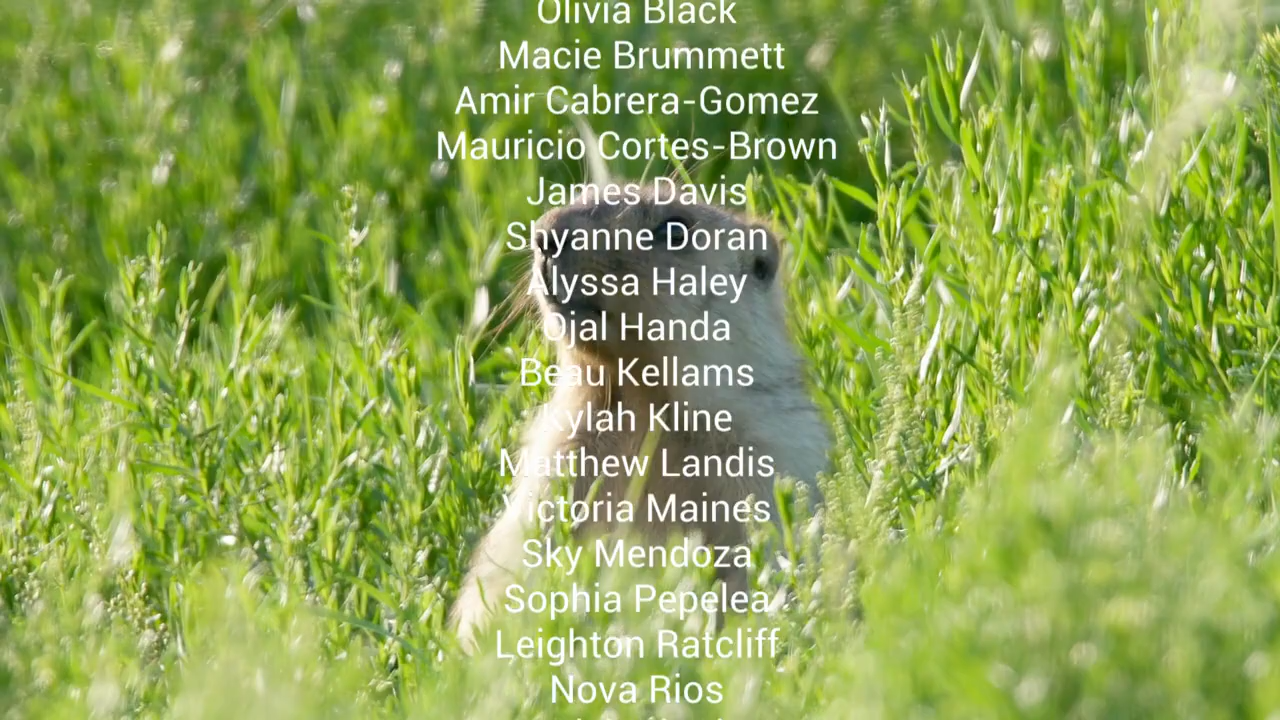 Olivia Black
Macie Brummett
Amir Cabrera-Gomez
Mauricio Cortes-Brown
James Davis
Shyanne Doran
Alyssa Haley
Ojal Handa
Beau Kellams
Kylah Kline
Matthew Landis
Victoria Maines
Sky Mendoza
Sophia Pepelea
Leighton Ratcliff
Nova Rios